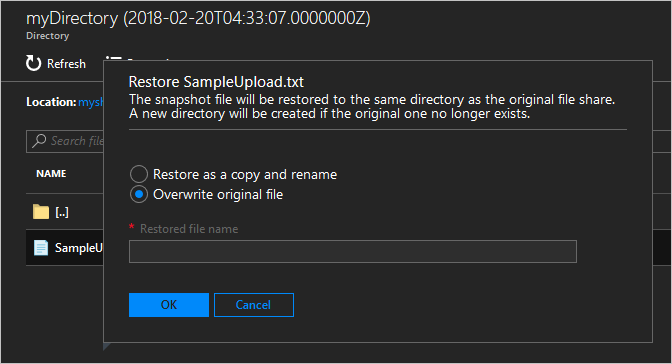 myDirectory (2018-02-20T04:33:07.0000000Z)
Directory
Refresh
Restore SampleUpload.txt
The snapshot file will be restored to the same directory as the original file share.
A new directory will be created if the original one no longer exists.
Location: mysh
Search file
NAME
Restore as a copy and rename
Overwrite original file
[..]
* Restored file name
SampleU
OK Cancel